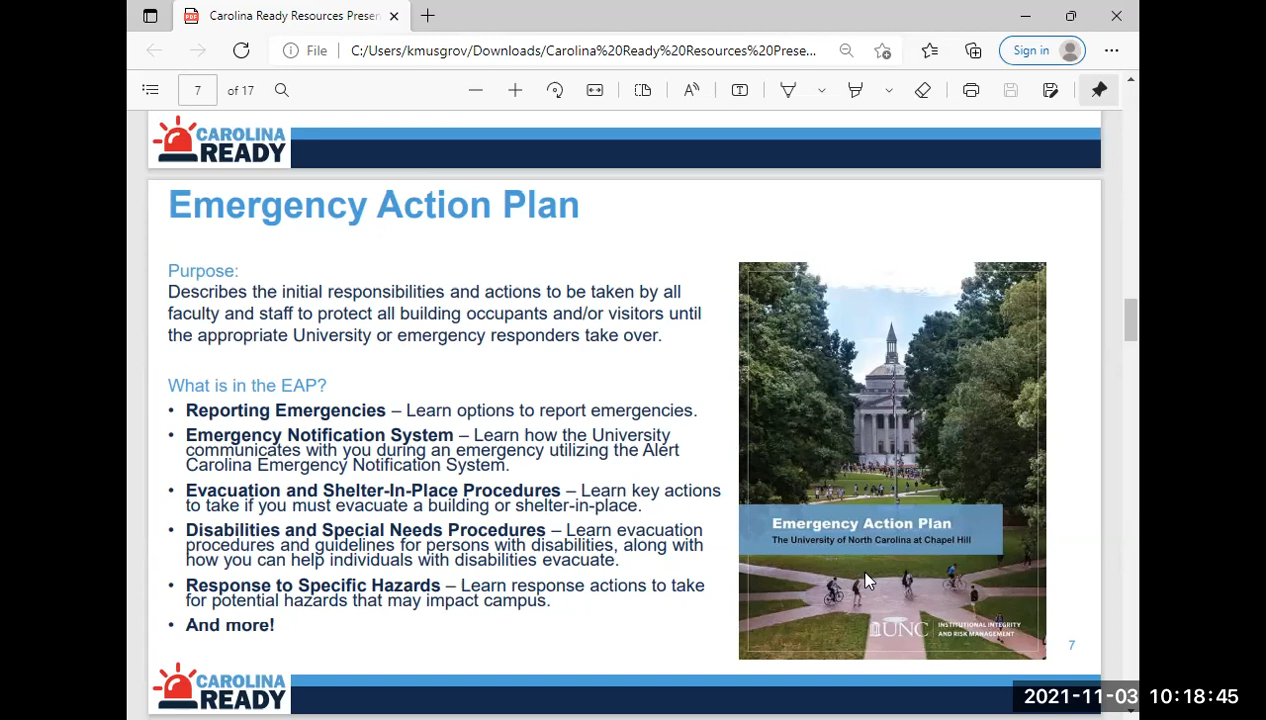 Carolina Ready Resources Presen
File
C:/Users/kmusgrov/Downloads/Carolina%20Ready%20Resources%20Prese...
Sign in
7 of 17
CAROLINA
READY
Emergency Action Plan
Purpose:
Describes the initial responsibilities and actions to be taken by all
faculty and staff to protect all building occupants and/or visitors until
the appropriate University or emergency responders take over.
What is in the EAP?
• Reporting Emergencies – Learn options to report emergencies.
• Emergency Notification System – Learn how the University
communicates with you during an emergency utilizing the Alert
Carolina Emergency Notification System.
• Evacuation and Shelter-In-Place Procedures – Learn key actions
to take if you must evacuate a building or shelter-in-place.
• Disabilities and Special Needs Procedures – Learn evacuation
procedures and guidelines for persons with disabilities, along with
how you can help individuals with disabilities evacuate.
• Response to Specific Hazards – Learn response actions to take
for potential hazards that may impact campus.
• And more!
Emergency Action Plan
The University of North Carolina at Chapel Hill
UNC
INSTITUTIONAL INTEGRITY
AND RISK MANAGEMENT
7
CAROLINA
READY
2021-11-03 10:18:45